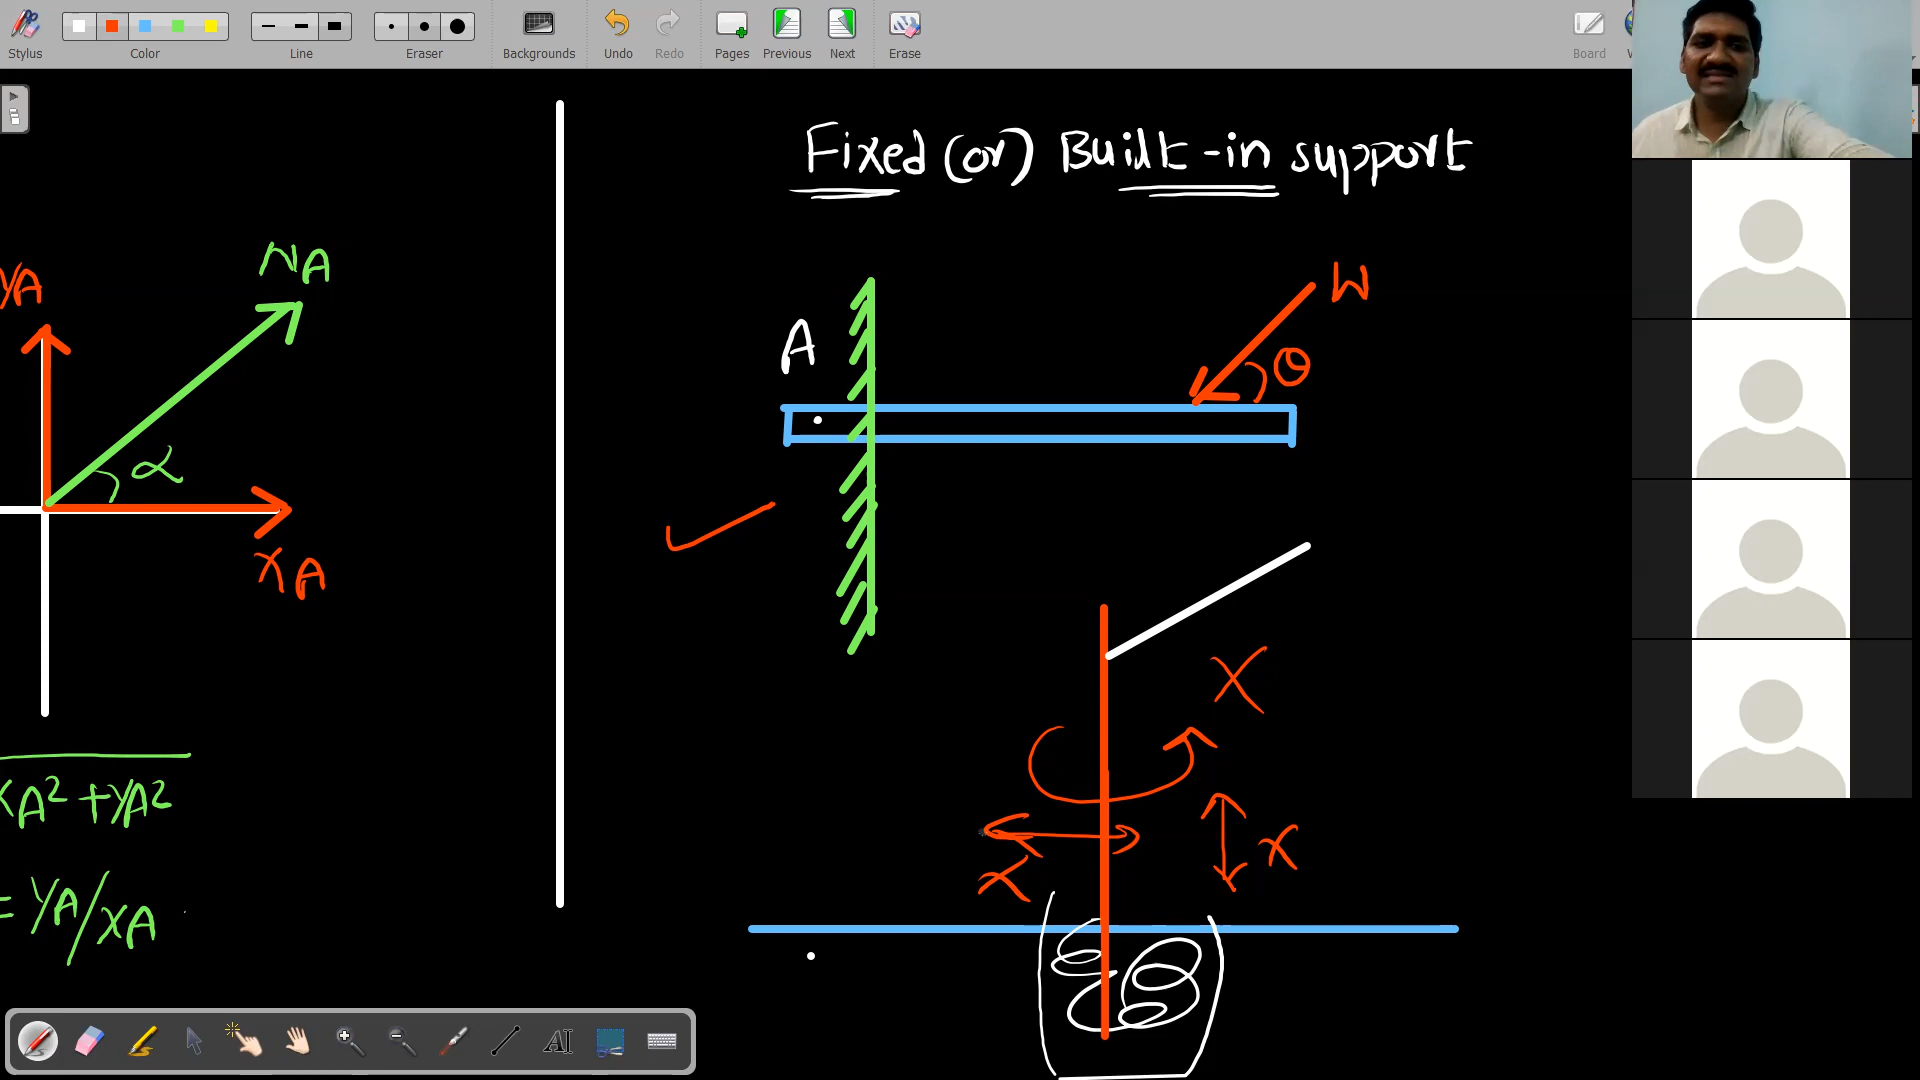 Stylus
Color
Line
Eraser
Backgrounds
Undo
Redo
Pages
Previous
Next
Erase
Board
YA
NA
α
XA
XA² + YA²
= YA/XA
Fixed (or) Built-in support
A
W
θ
X
X
X
AI